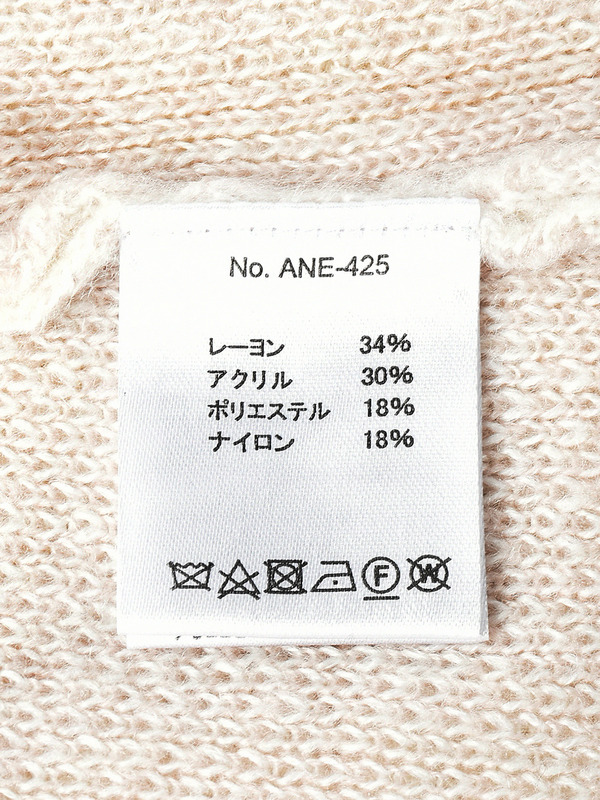 No. ANE-425
レーヨン 34%
アクリル 30%
ポリエステル 18%
ナイロン 18%
F W